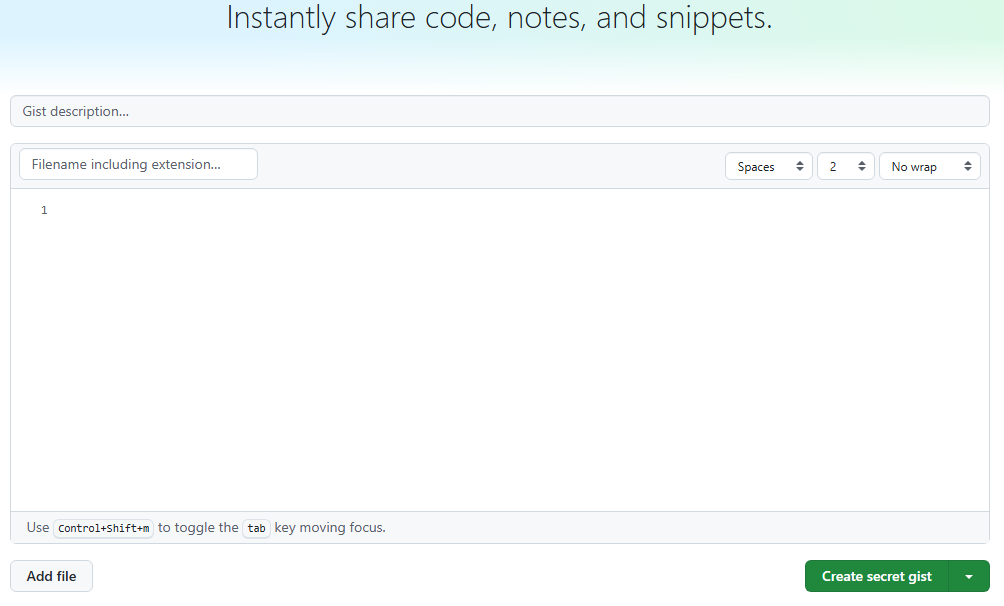 Instantly share code, notes, and snippets.
Gist description...
Filename including extension...
Spaces
2
No wrap
1
Use Control+Shift+m to toggle the tab key moving focus.
Add file
Create secret gist